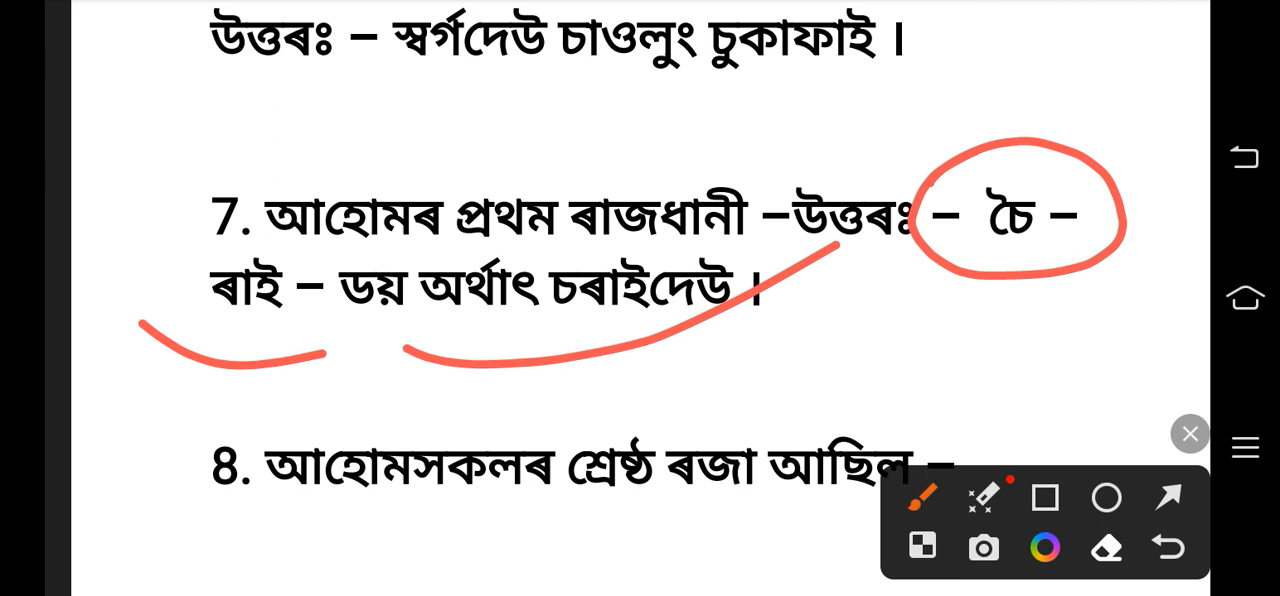 উত্তৰঃ – স্বৰ্গদেউ চাওলুং চুকাফাই ।
7. আহোমৰ প্ৰথম ৰাজধানী –উত্তৰঃ – চৈ –
ৰাই – ডয় অৰ্থাৎ চৰাইদেউ ।
8. আহোমসকলৰ শ্ৰেষ্ঠ ৰজা আছিল –